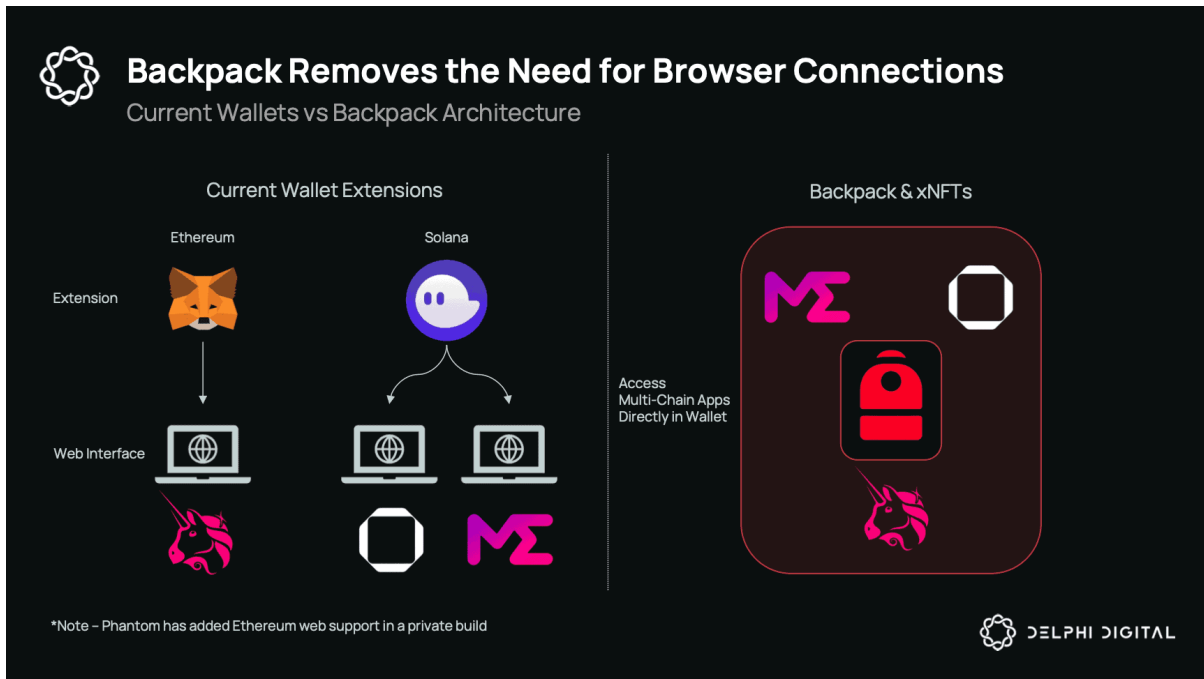 Backpack Removes the Need for Browser Connections
Current Wallets vs Backpack Architecture
Current Wallet Extensions
Ethereum
Solana
Extension
Web Interface
Backpack & xNFTs
Access
Multi-Chain Apps
Directly in Wallet
*Note – Phantom has added Ethereum web support in a private build
DELPHI DIGITAL